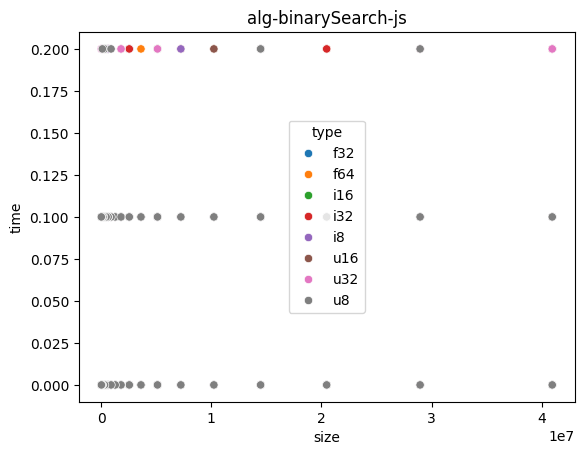 alg-binarySearch-js
0.200
0.175
0.150
0.125
0.100
0.075
0.050
0.025
0.000
time
type
f32
f64
i16
i32
i8
u16
u32
u8
0
1
2
3
4
1e7
size